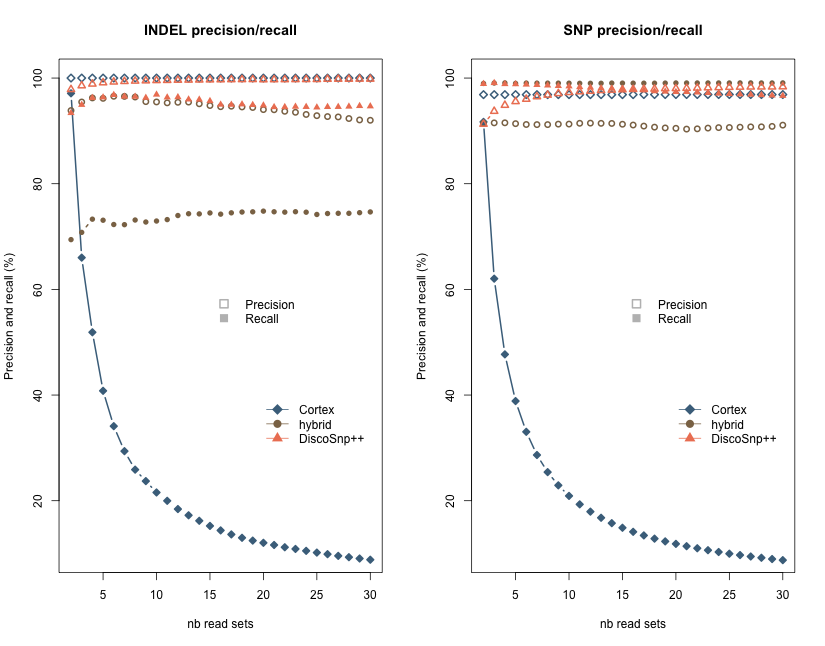 INDEL precision/recall
Precision and recall (%)
100
80
60
40
20
Precision
Recall
Cortex
hybrid
DiscoSnp++
5
10
15
20
25
30
nb read sets
SNP precision/recall
Precision and recall (%)
100
80
60
40
20
Precision
Recall
Cortex
hybrid
DiscoSnp++
5
10
15
20
25
30
nb read sets